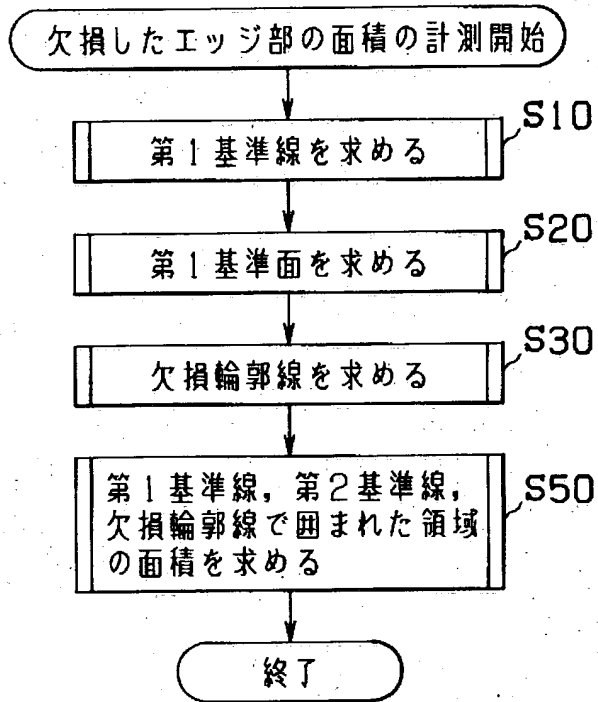 欠損したエッジ部の面積の計測開始
S10
第1基準線を求める
S20
第1基準面を求める
S30
欠損輪郭線を求める
S50
第1基準線,第2基準線,
欠損輪郭線で囲まれた領域
の面積を求める
終了